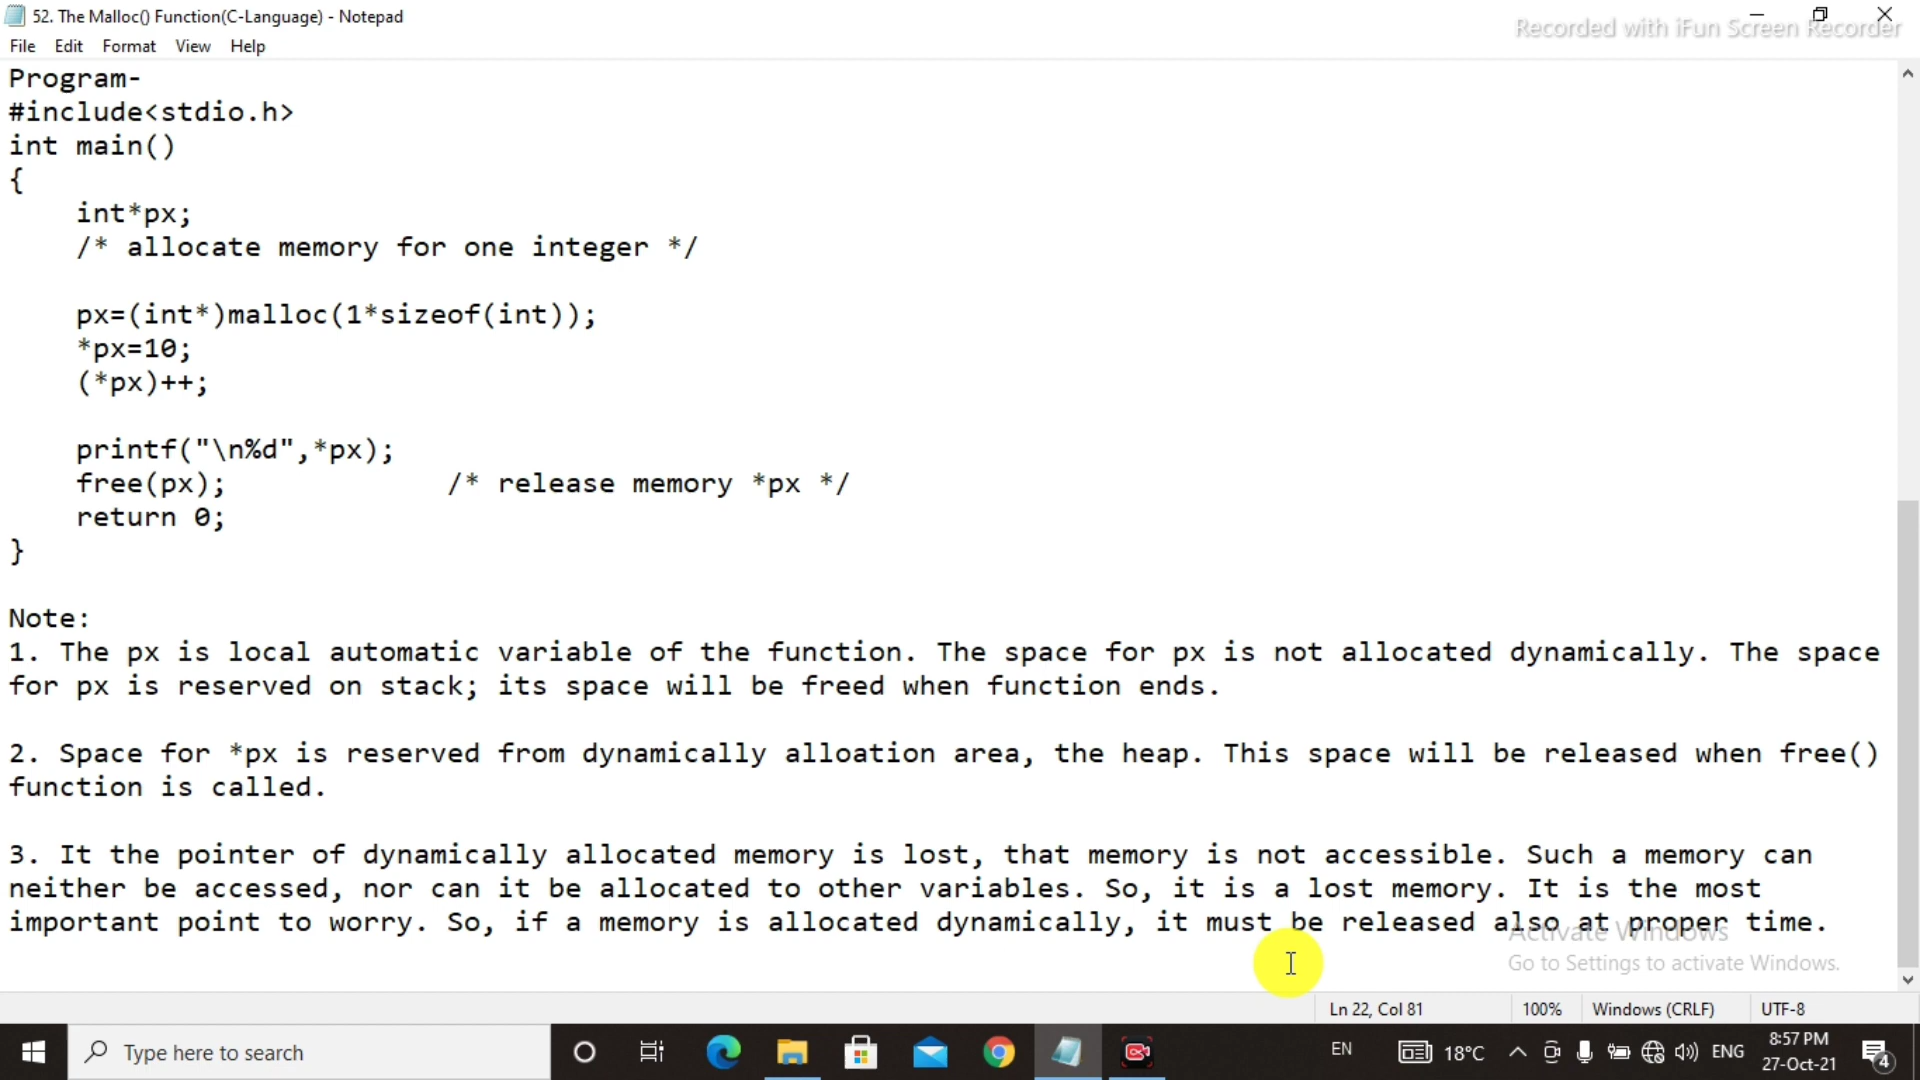 52. The Malloc() Function(C-Language) - Notepad
Recorded with iFun Screen Recorder
File Edit Format View Help
Program-
#include<stdio.h>
int main()
{
    int*px;
    /* allocate memory for one integer */

    px=(int*)malloc(1*sizeof(int));
    *px=10;
    (*px)++;

    printf("\n%d",*px);
    free(px);             /* release memory *px */
    return 0;
}

Note:
1. The px is local automatic variable of the function. The space for px is not allocated dynamically. The space
for px is reserved on stack; its space will be freed when function ends.

2. Space for *px is reserved from dynamically alloation area, the heap. This space will be released when free()
function is called.

3. It the pointer of dynamically allocated memory is lost, that memory is not accessible. Such a memory can
neither be accessed, nor can it be allocated to other variables. So, it is a lost memory. It is the most
important point to worry. So, if a memory is allocated dynamically, it must be released also at proper time.
Activate Windows
Go to Settings to activate Windows.
Ln 22, Col 81 100% Windows (CRLF) UTF-8
Type here to search
EN 18°C ENG 8:57 PM
27-Oct-21 4